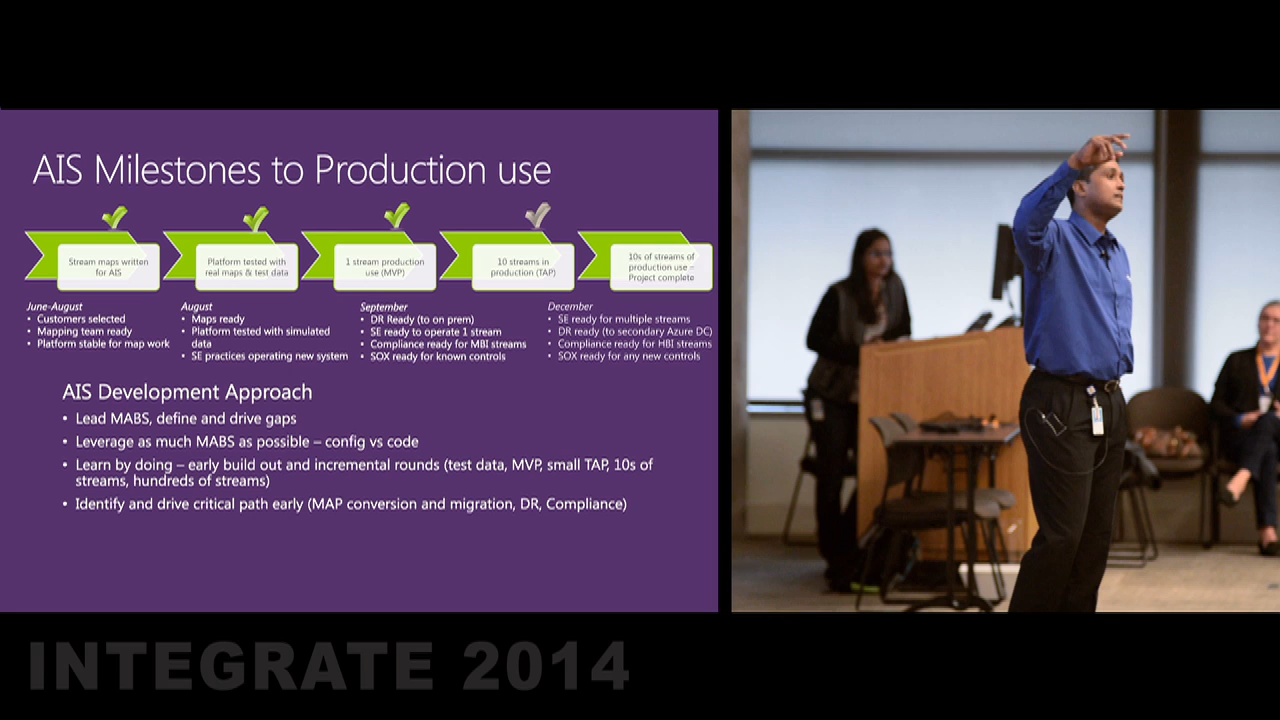 AIS Milestones to Production use
Stream maps written
for AIS
Platform tested with
real maps & test data
1 stream production
use (MVP)
10 streams in
production (TAP)
10s of streams of
production use –
Project complete
June-August
• Customers selected
• Mapping team ready
• Platform stable for map work
August
• Maps ready
• Platform tested with simulated
data
• SE practices operating new system
September
• DR Ready (to on prem)
• SE ready to operate 1 stream
• Compliance ready for MBI streams
• SOX ready for known controls
December
• SE ready for multiple streams
• DR ready (to secondary Azure DC)
• Compliance ready for HBI streams
• SOX ready for any new controls
AIS Development Approach
• Lead MABS, define and drive gaps
• Leverage as much MABS as possible – config vs code
• Learn by doing – early build out and incremental rounds (test data, MVP, small TAP, 10s of
streams, hundreds of streams)
• Identify and drive critical path early (MAP conversion and migration, DR, Compliance)
INTEGRATE 2014